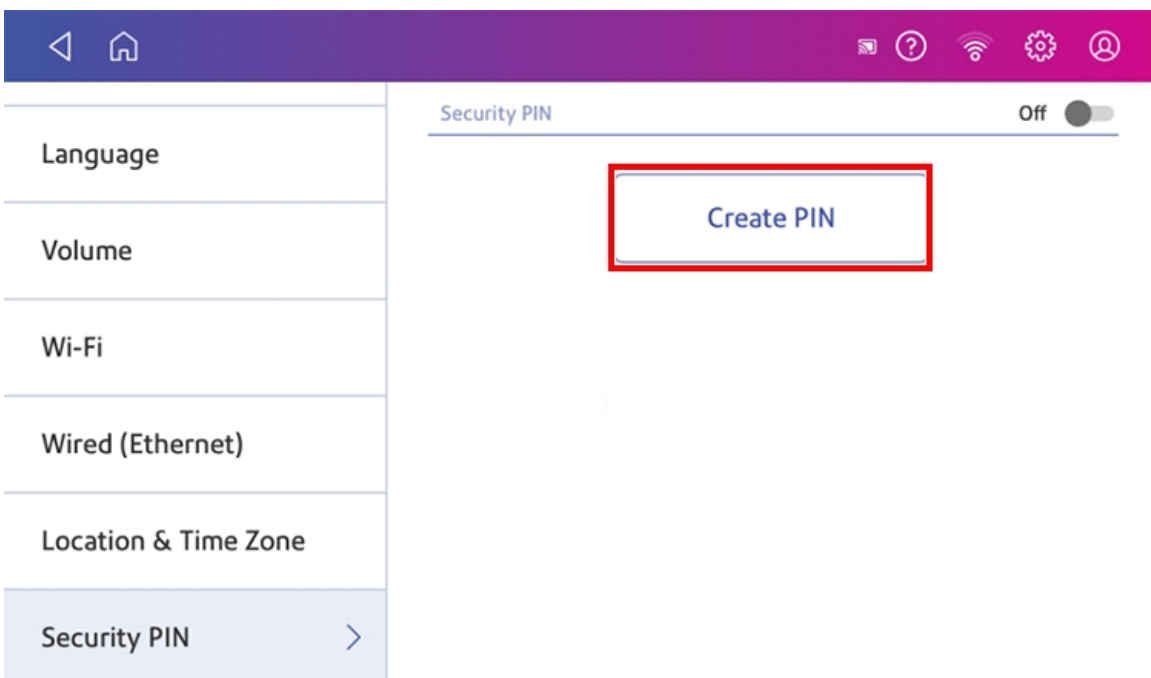 Language
Volume
Wi-Fi
Wired (Ethernet)
Location & Time Zone
Security PIN
Security PIN
Off
Create PIN